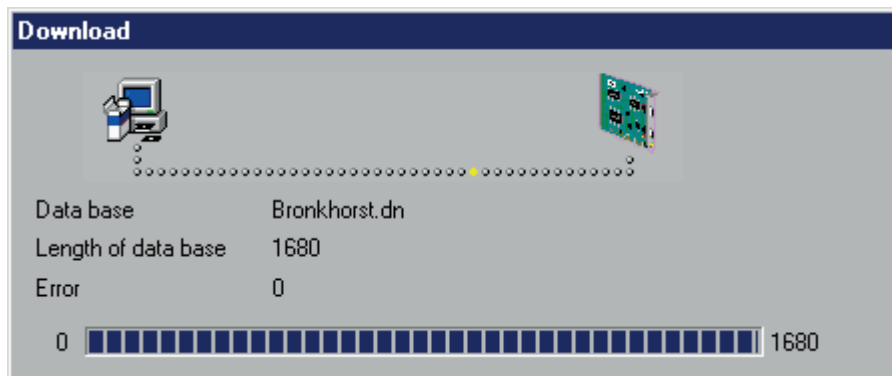 Download
Data base Bronkhorst.dn
Length of data base 1680
Error 0
0 1680